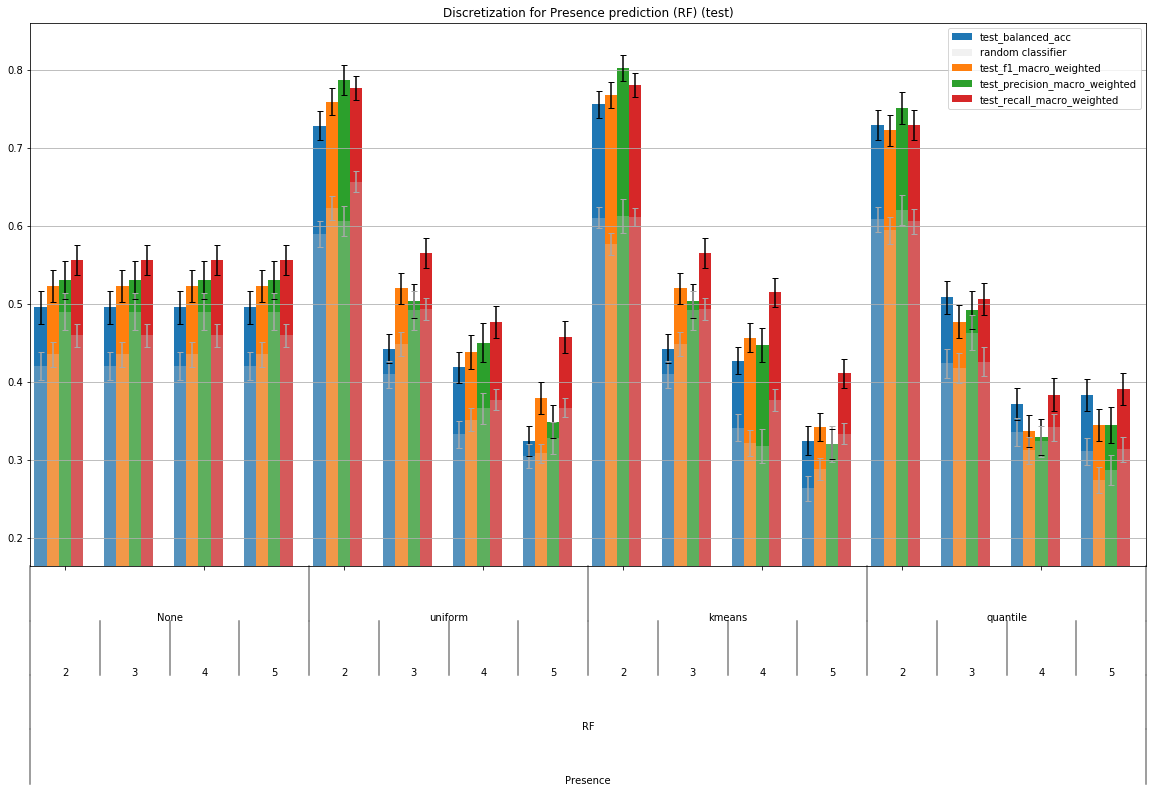 Discretization for Presence prediction (RF) (test)
test_balanced_acc
random classifier
test_f1_macro_weighted
test_precision_macro_weighted
test_recall_macro_weighted
0.8
0.7
0.6
0.5
0.4
0.3
0.2
None uniform kmeans quantile
2 3 4 5 2 3 4 5 2 3 4 5 2 3 4 5
RF
Presence